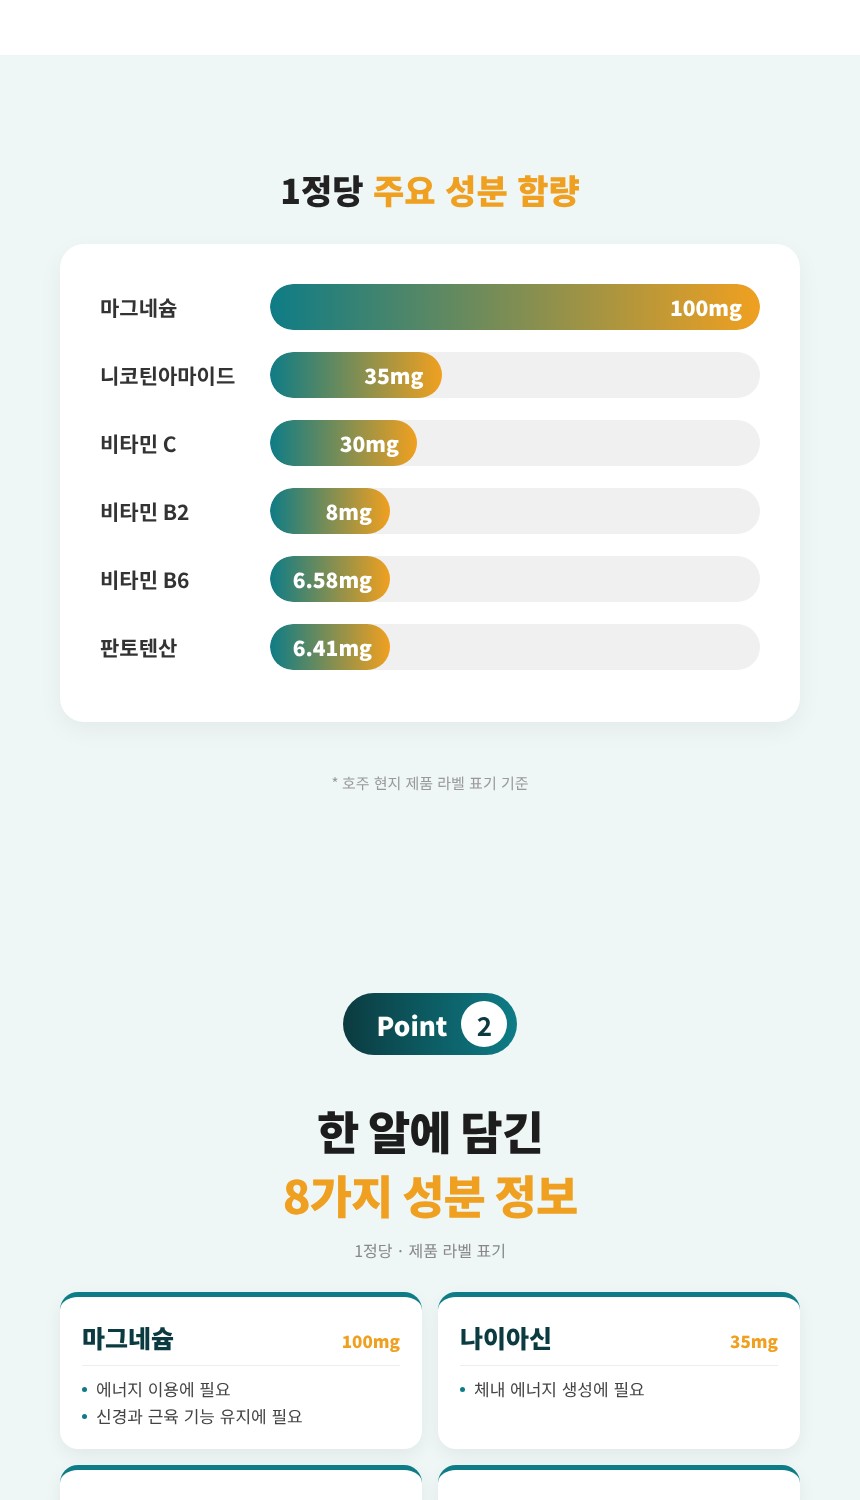 1정당 주요 성분 함량
마그네슘 100mg
니코틴아마이드 35mg
비타민 C 30mg
비타민 B2 8mg
비타민 B6 6.58mg
판토텐산 6.41mg
* 호주 현지 제품 라벨 표기 기준
Point 2
한 알에 담긴
8가지 성분 정보
1정당 · 제품 라벨 표기
마그네슘 100mg
• 에너지 이용에 필요
• 신경과 근육 기능 유지에 필요
나이아신 35mg
• 체내 에너지 생성에 필요